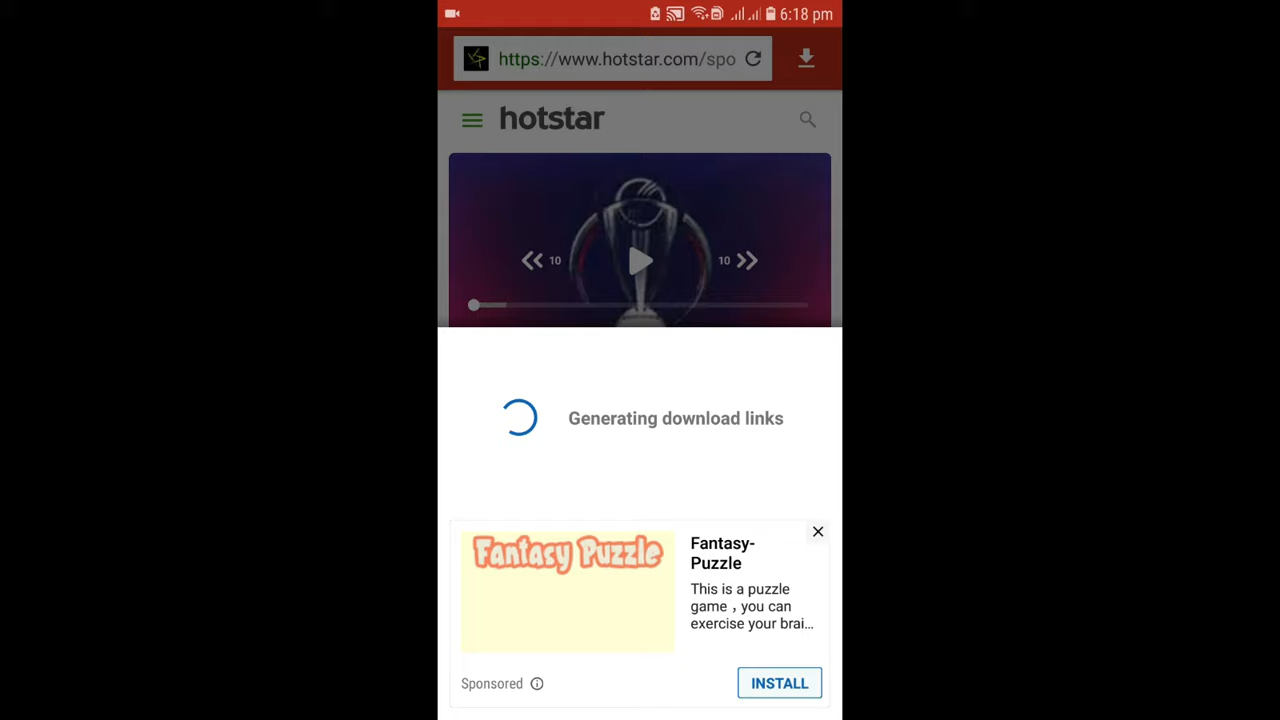 6:18 pm
https://www.hotstar.com/spo
hotstar
10
10
Generating download links
Fantasy Puzzle
Fantasy-
Puzzle
This is a puzzle
game , you can
exercise your brai...
Sponsored
INSTALL